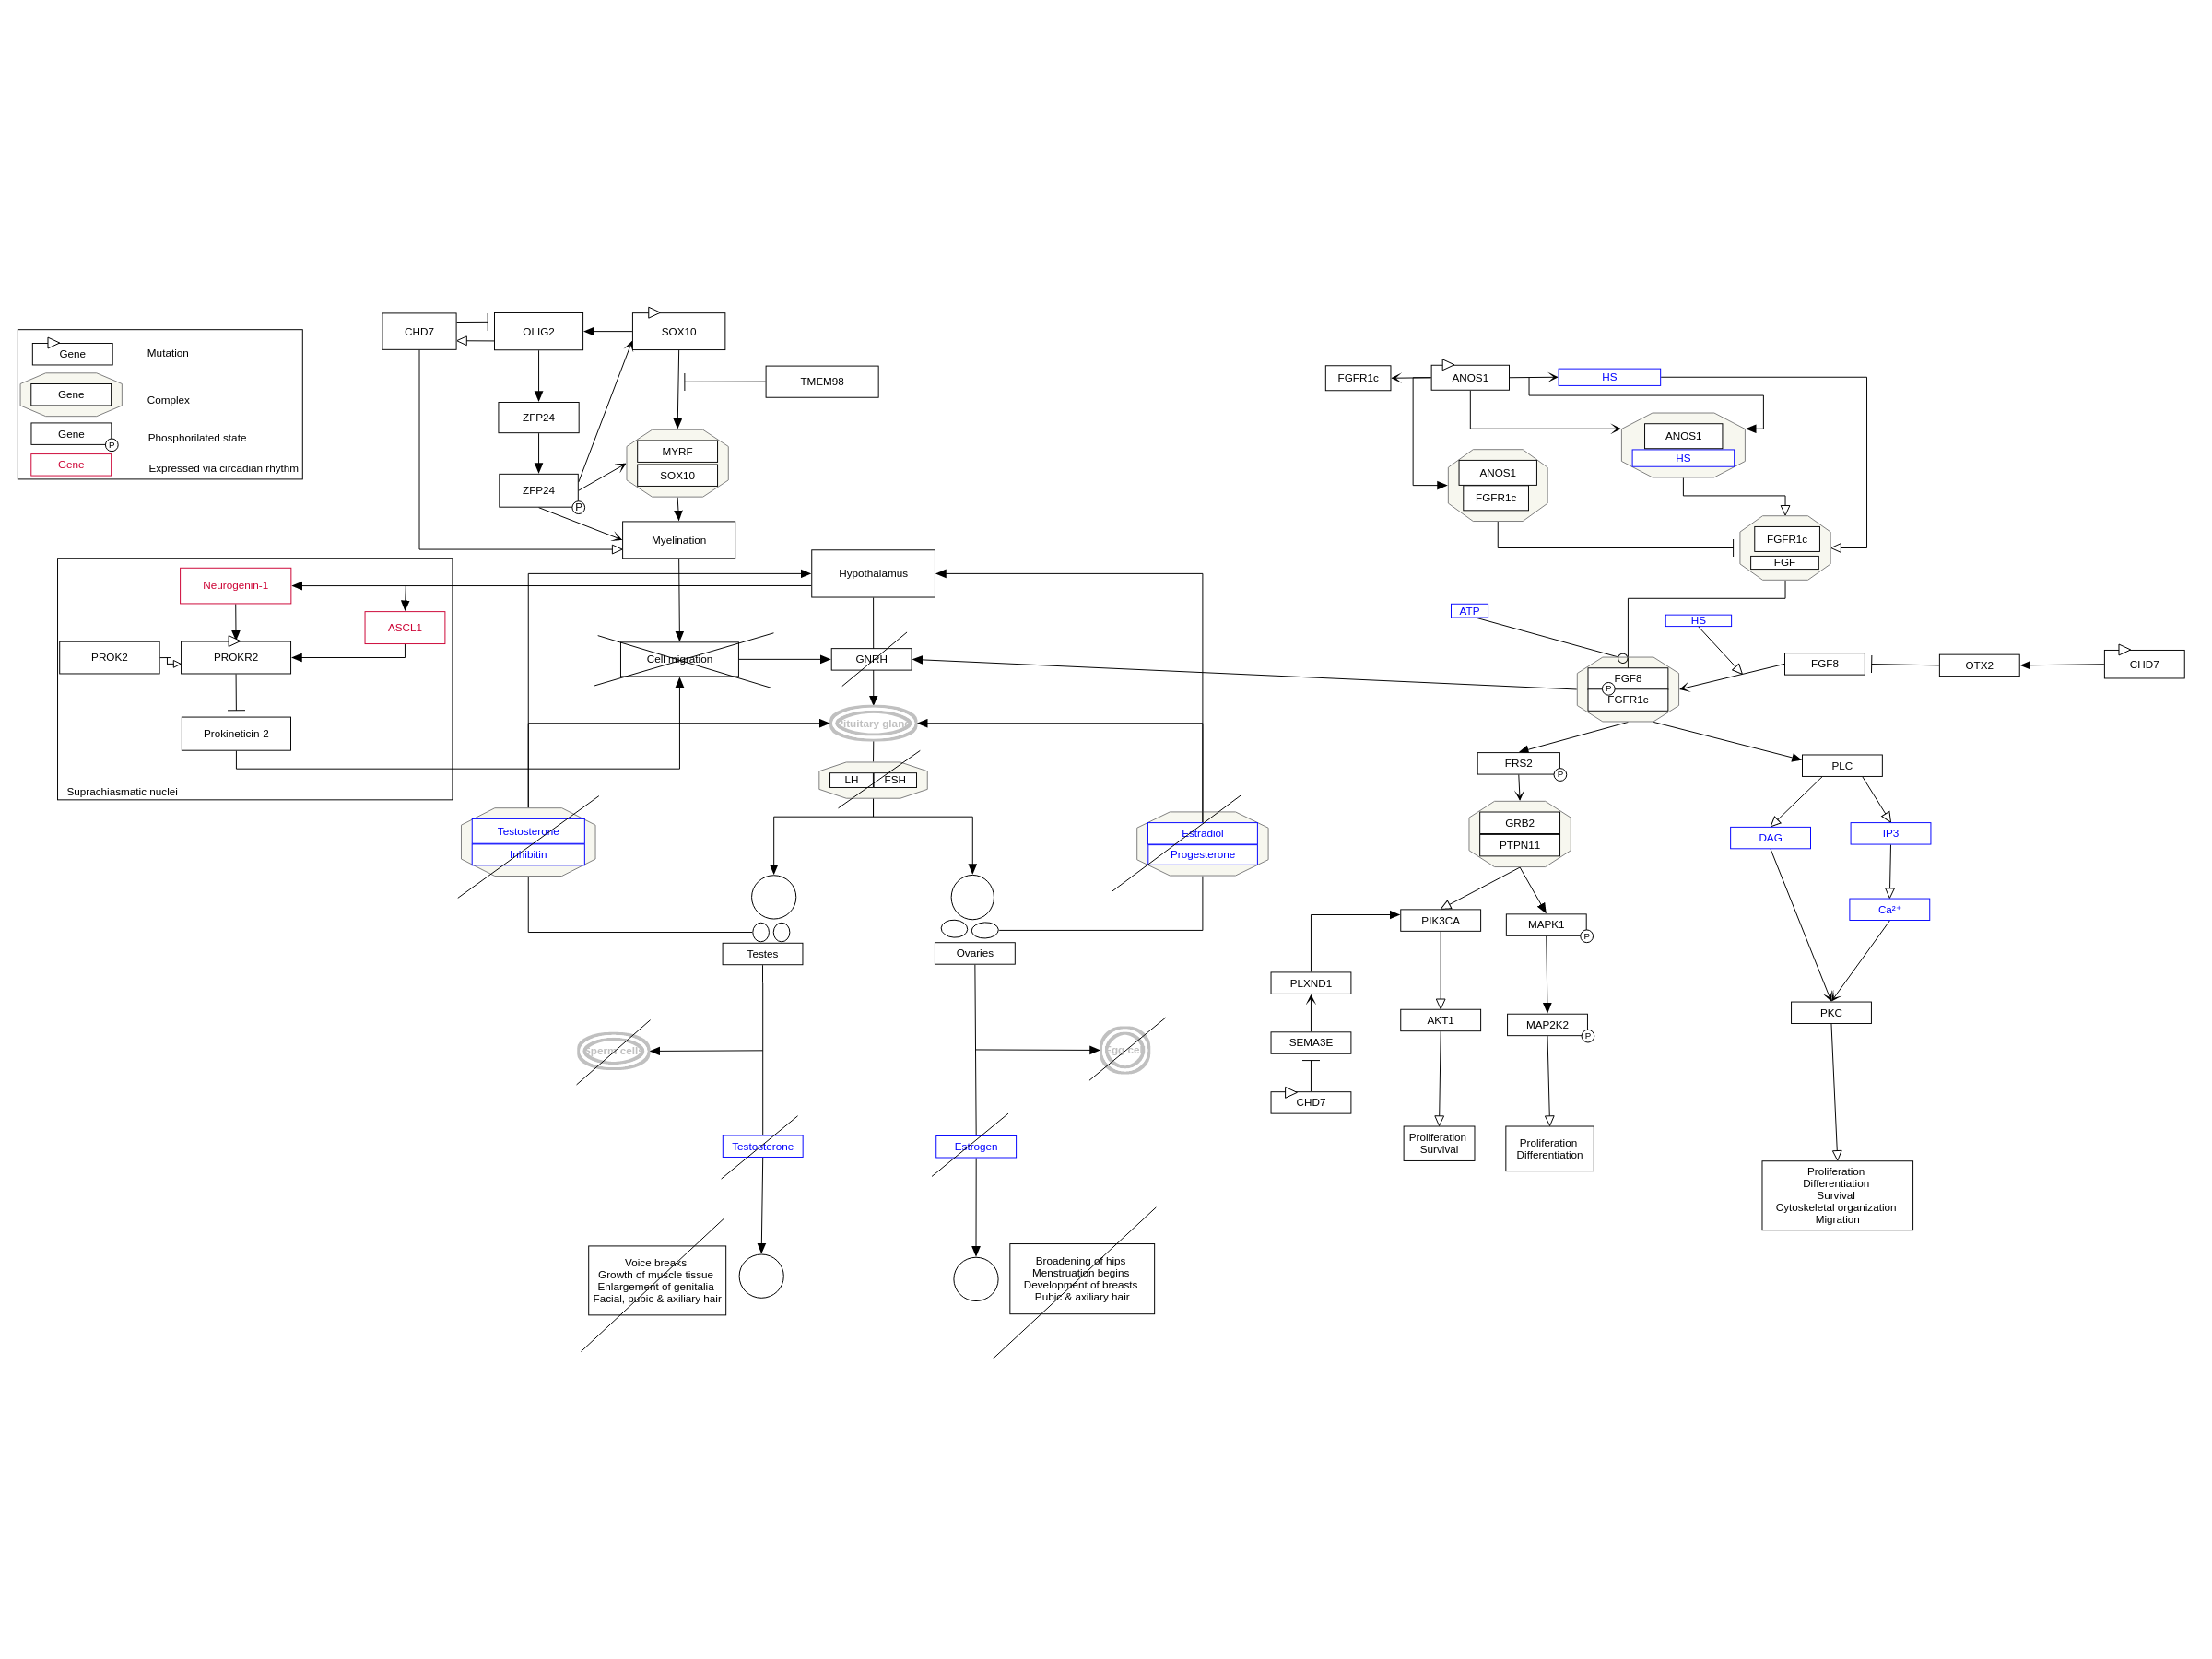 Gene
Mutation
Gene
Complex
Gene
P
Phosphorilated state
Gene
Expressed via circadian rhythm
CHD7
OLIG2
SOX10
TMEM98
ZFP24
MYRF
SOX10
ZFP24
P
Myelination
FGFR1c
ANOS1
HS
ANOS1
HS
ANOS1
FGFR1c
FGFR1c
FGF
Neurogenin-1
ASCL1
PROK2
PROKR2
Prokineticin-2
Suprachiasmatic nuclei
Hypothalamus
Cell migration
GNRH
Pituitary gland
LH
FSH
Testosterone
Inhibitin
Estradiol
Progesterone
Testes
Ovaries
Sperm cells
Egg cell
Testosterone
Estrogen
Voice breaks
Growth of muscle tissue
Enlargement of genitalia
Facial, pubic & axiliary hair
Broadening of hips
Menstruation begins
Development of breasts
Pubic & axiliary hair
ATP
HS
FGF8
P
FGFR1c
FGF8
OTX2
CHD7
FRS2
P
PLC
GRB2
PTPN11
DAG
IP3
Ca²⁺
PIK3CA
MAPK1
P
PLXND1
SEMA3E
CHD7
AKT1
MAP2K2
P
PKC
Proliferation
Survival
Proliferation
Differentiation
Proliferation
Differentiation
Survival
Cytoskeletal organization
Migration